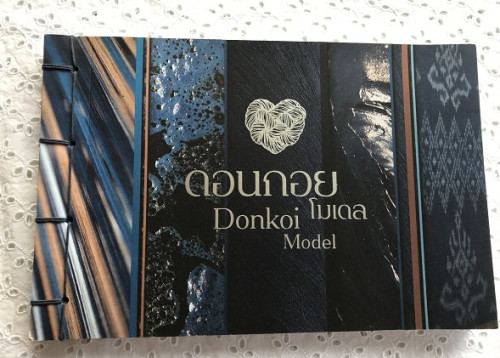 ดอนกอย
โมเดล
Donkoi
Model